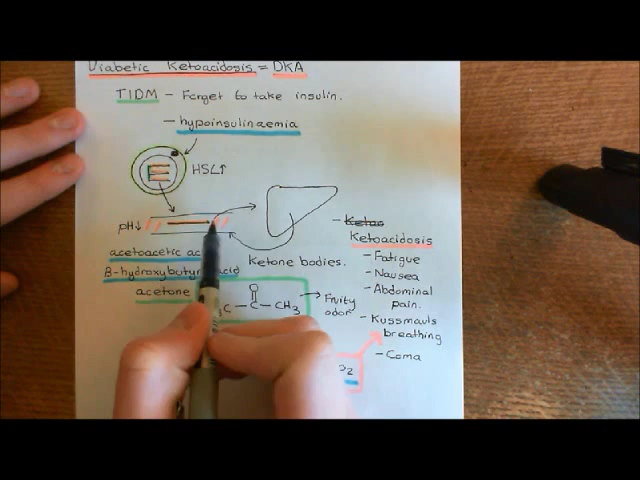 Diabetic Ketoacidosis = DKA
TIDM - Forget to take insulin.
- hypoinsulinaemia
HSL↑
pH↓
acetoacetic
B-hydroxybutyric acid
acetone
Ketone bodies.
O
C - C - CH3
→ Fruity odor
- Ketos
Ketoacidosis
- Fatigue
- Nausea
- Abdominal pain.
- Kussmauls breathing
- Coma